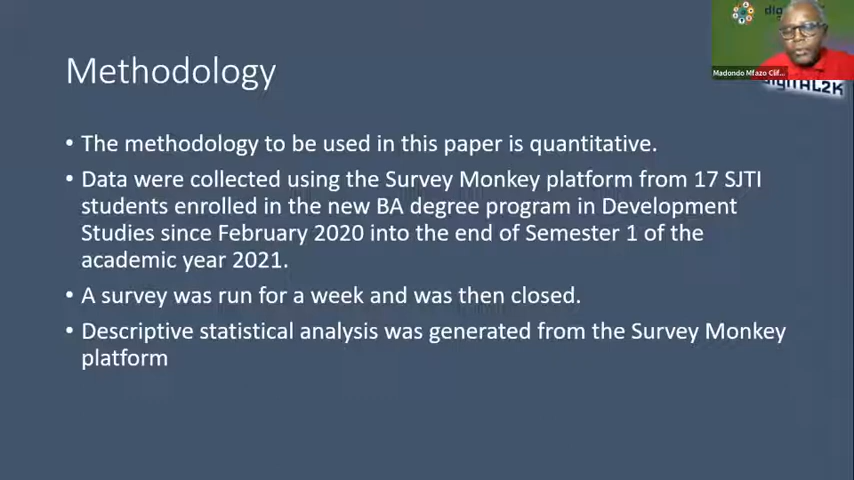 Methodology
Madondo Mfazo Clif...
• The methodology to be used in this paper is quantitative.
• Data were collected using the Survey Monkey platform from 17 SJTI
students enrolled in the new BA degree program in Development
Studies since February 2020 into the end of Semester 1 of the
academic year 2021.
• A survey was run for a week and was then closed.
• Descriptive statistical analysis was generated from the Survey Monkey
platform